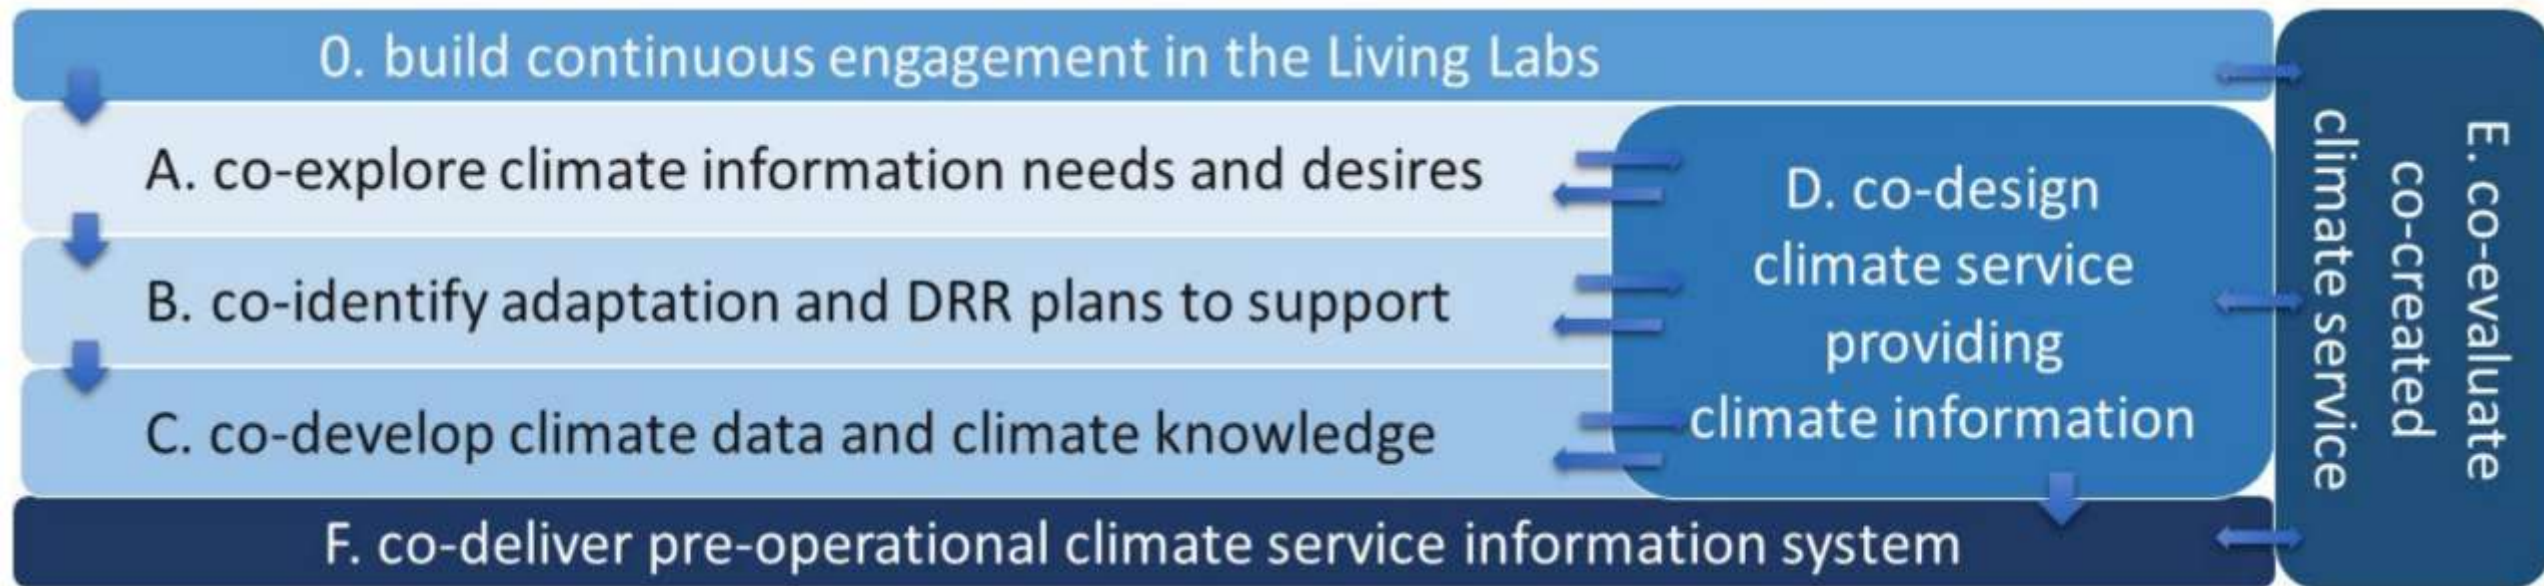 0. build continuous engagement in the Living Labs
A. co-explore climate information needs and desires
B. co-identify adaptation and DRR plans to support
C. co-develop climate data and climate knowledge
D. co-design
climate service
providing
climate information
E. co-evaluate
co-created
climate service
F. co-deliver pre-operational climate service information system